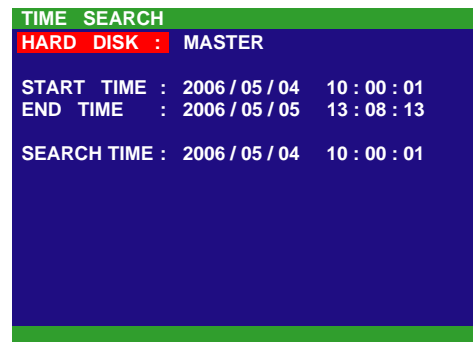 TIME SEARCH
HARD DISK : MASTER
START TIME : 2006 / 05 / 04 10 : 00 : 01
END TIME : 2006 / 05 / 05 13 : 08 : 13
SEARCH TIME : 2006 / 05 / 04 10 : 00 : 01